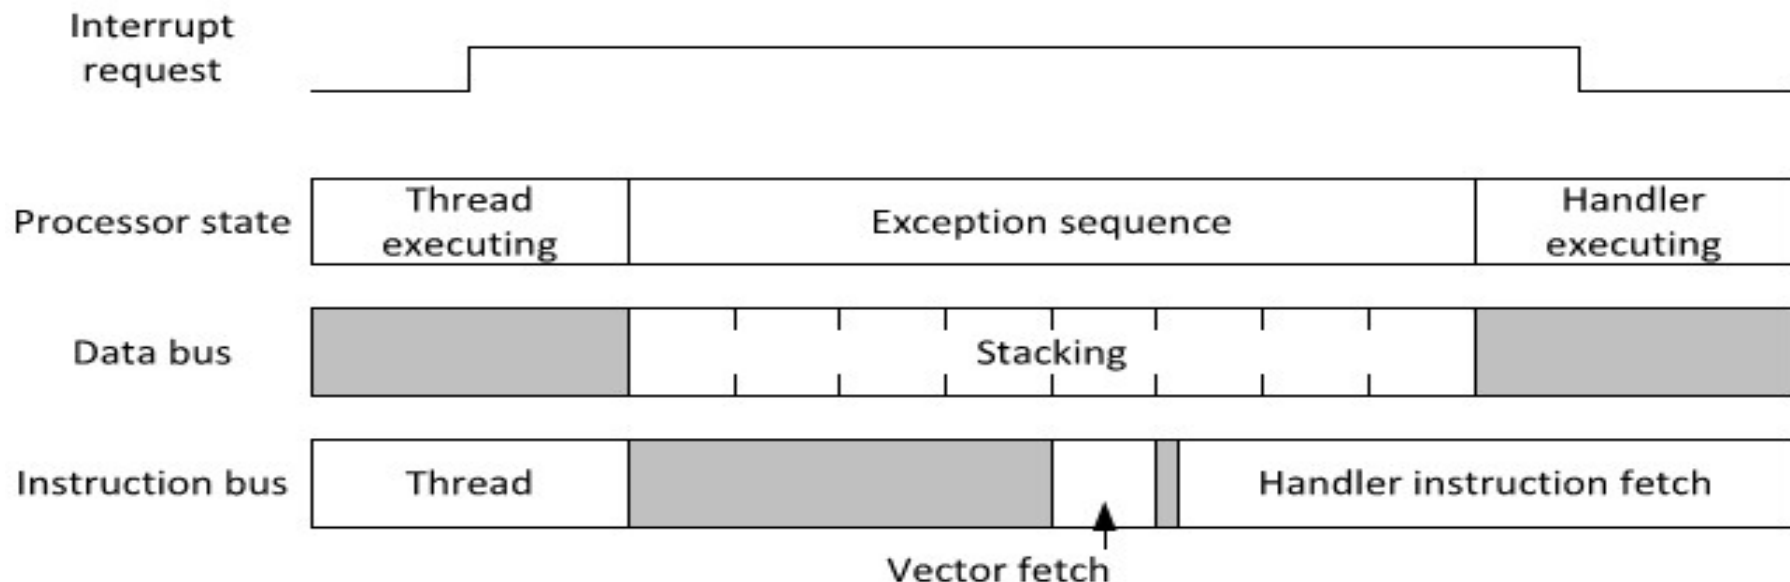 Interrupt
request
Processor state
Thread
executing
Exception sequence
Handler
executing
Data bus
Stacking
Instruction bus
Thread
Handler instruction fetch
Vector fetch